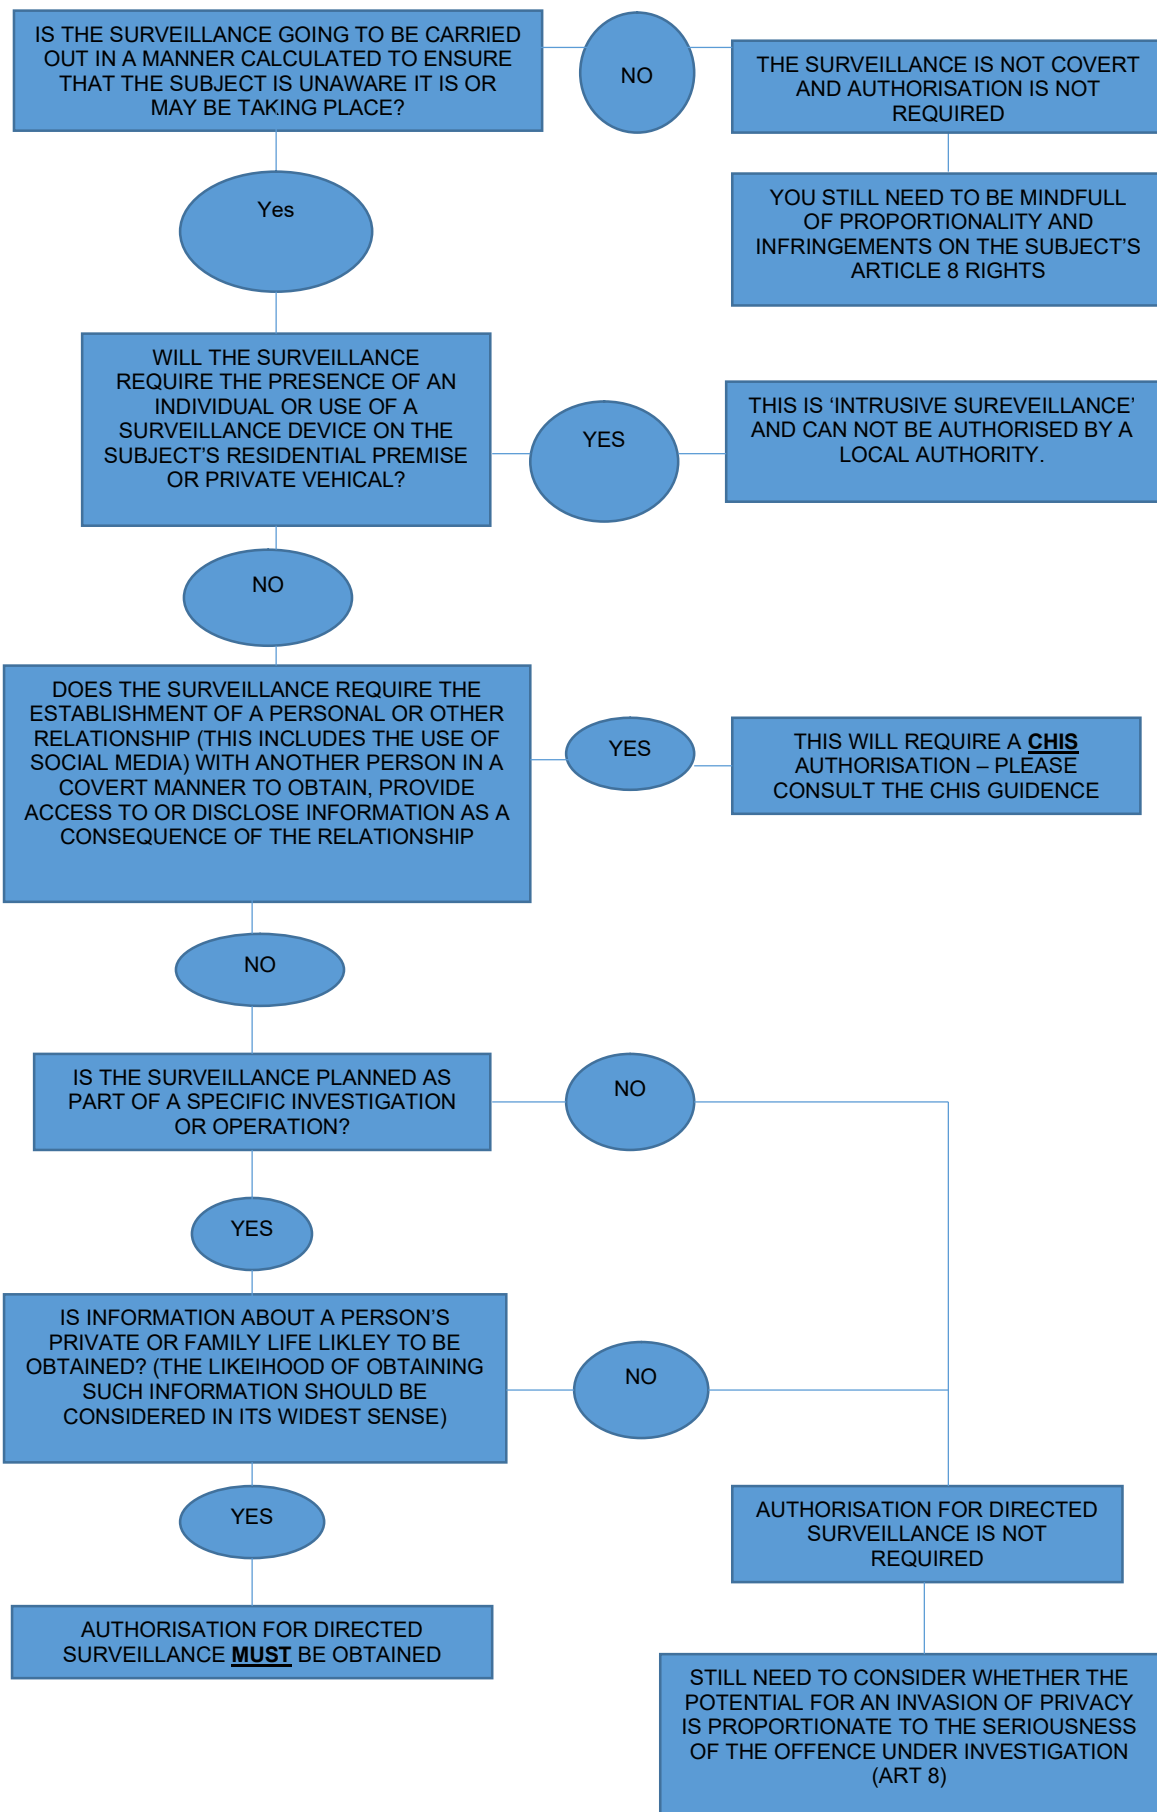 IS THE SURVEILLANCE GOING TO BE CARRIED
OUT IN A MANNER CALCULATED TO ENSURE
THAT THE SUBJECT IS UNAWARE IT IS OR
MAY BE TAKING PLACE?
NO
THE SURVEILLANCE IS NOT COVERT
AND AUTHORISATION IS NOT
REQUIRED
Yes
YOU STILL NEED TO BE MINDFULL
OF PROPORTIONALITY AND
INFRINGEMENTS ON THE SUBJECT’S
ARTICLE 8 RIGHTS
WILL THE SURVEILLANCE
REQUIRE THE PRESENCE OF AN
INDIVIDUAL OR USE OF A
SURVEILLANCE DEVICE ON THE
SUBJECT’S RESIDENTIAL PREMISE
OR PRIVATE VEHICAL?
YES
THIS IS ‘INTRUSIVE SUREVEILLANCE’
AND CAN NOT BE AUTHORISED BY A
LOCAL AUTHORITY.
NO
DOES THE SURVEILLANCE REQUIRE THE
ESTABLISHMENT OF A PERSONAL OR OTHER
RELATIONSHIP (THIS INCLUDES THE USE OF
SOCIAL MEDIA) WITH ANOTHER PERSON IN A
COVERT MANNER TO OBTAIN, PROVIDE
ACCESS TO OR DISCLOSE INFORMATION AS A
CONSEQUENCE OF THE RELATIONSHIP
YES
THIS WILL REQUIRE A CHIS
AUTHORISATION – PLEASE
CONSULT THE CHIS GUIDENCE
NO
IS THE SURVEILLANCE PLANNED AS
PART OF A SPECIFIC INVESTIGATION
OR OPERATION?
NO
YES
IS INFORMATION ABOUT A PERSON’S
PRIVATE OR FAMILY LIFE LIKLEY TO BE
OBTAINED? (THE LIKEIHOOD OF OBTAINING
SUCH INFORMATION SHOULD BE
CONSIDERED IN ITS WIDEST SENSE)
NO
YES
AUTHORISATION FOR DIRECTED
SURVEILLANCE IS NOT
REQUIRED
AUTHORISATION FOR DIRECTED
SURVEILLANCE MUST BE OBTAINED
STILL NEED TO CONSIDER WHETHER THE
POTENTIAL FOR AN INVASION OF PRIVACY
IS PROPORTIONATE TO THE SERIOUSNESS
OF THE OFFENCE UNDER INVESTIGATION
(ART 8)